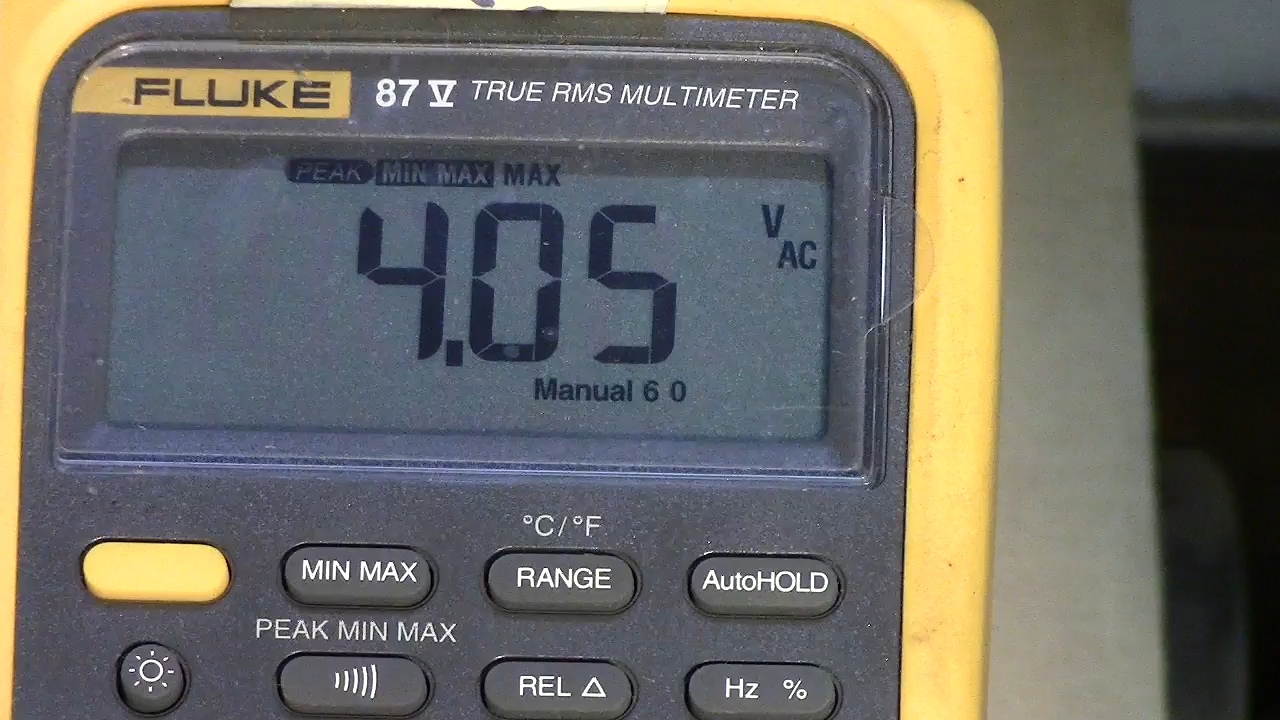 FLUKE 87 V TRUE RMS MULTIMETER
PEAK MIN MAX MAX
4.05 V AC
Manual 6 0
°C/°F
MIN MAX RANGE AutoHOLD
PEAK MIN MAX
REL Δ Hz %